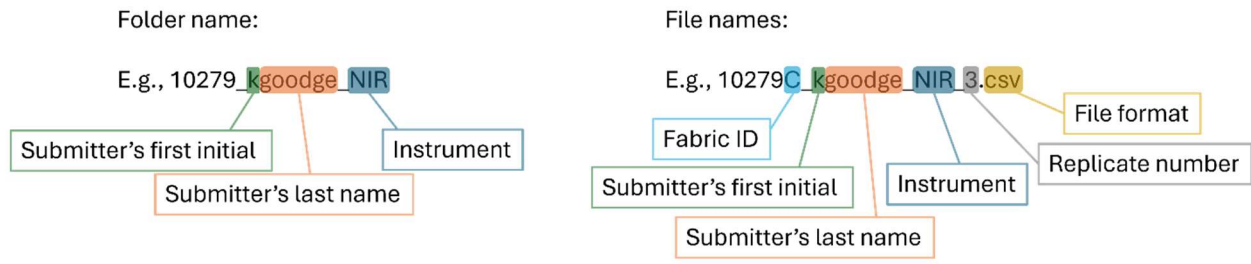 Folder name:
E.g., 10279_kgoodge_NIR
Submitter's first initial
Instrument
Submitter's last name
File names:
E.g., 10279C_kgoodge_NIR_3.csv
File format
Fabric ID
Replicate number
Submitter's first initial
Instrument
Submitter's last name